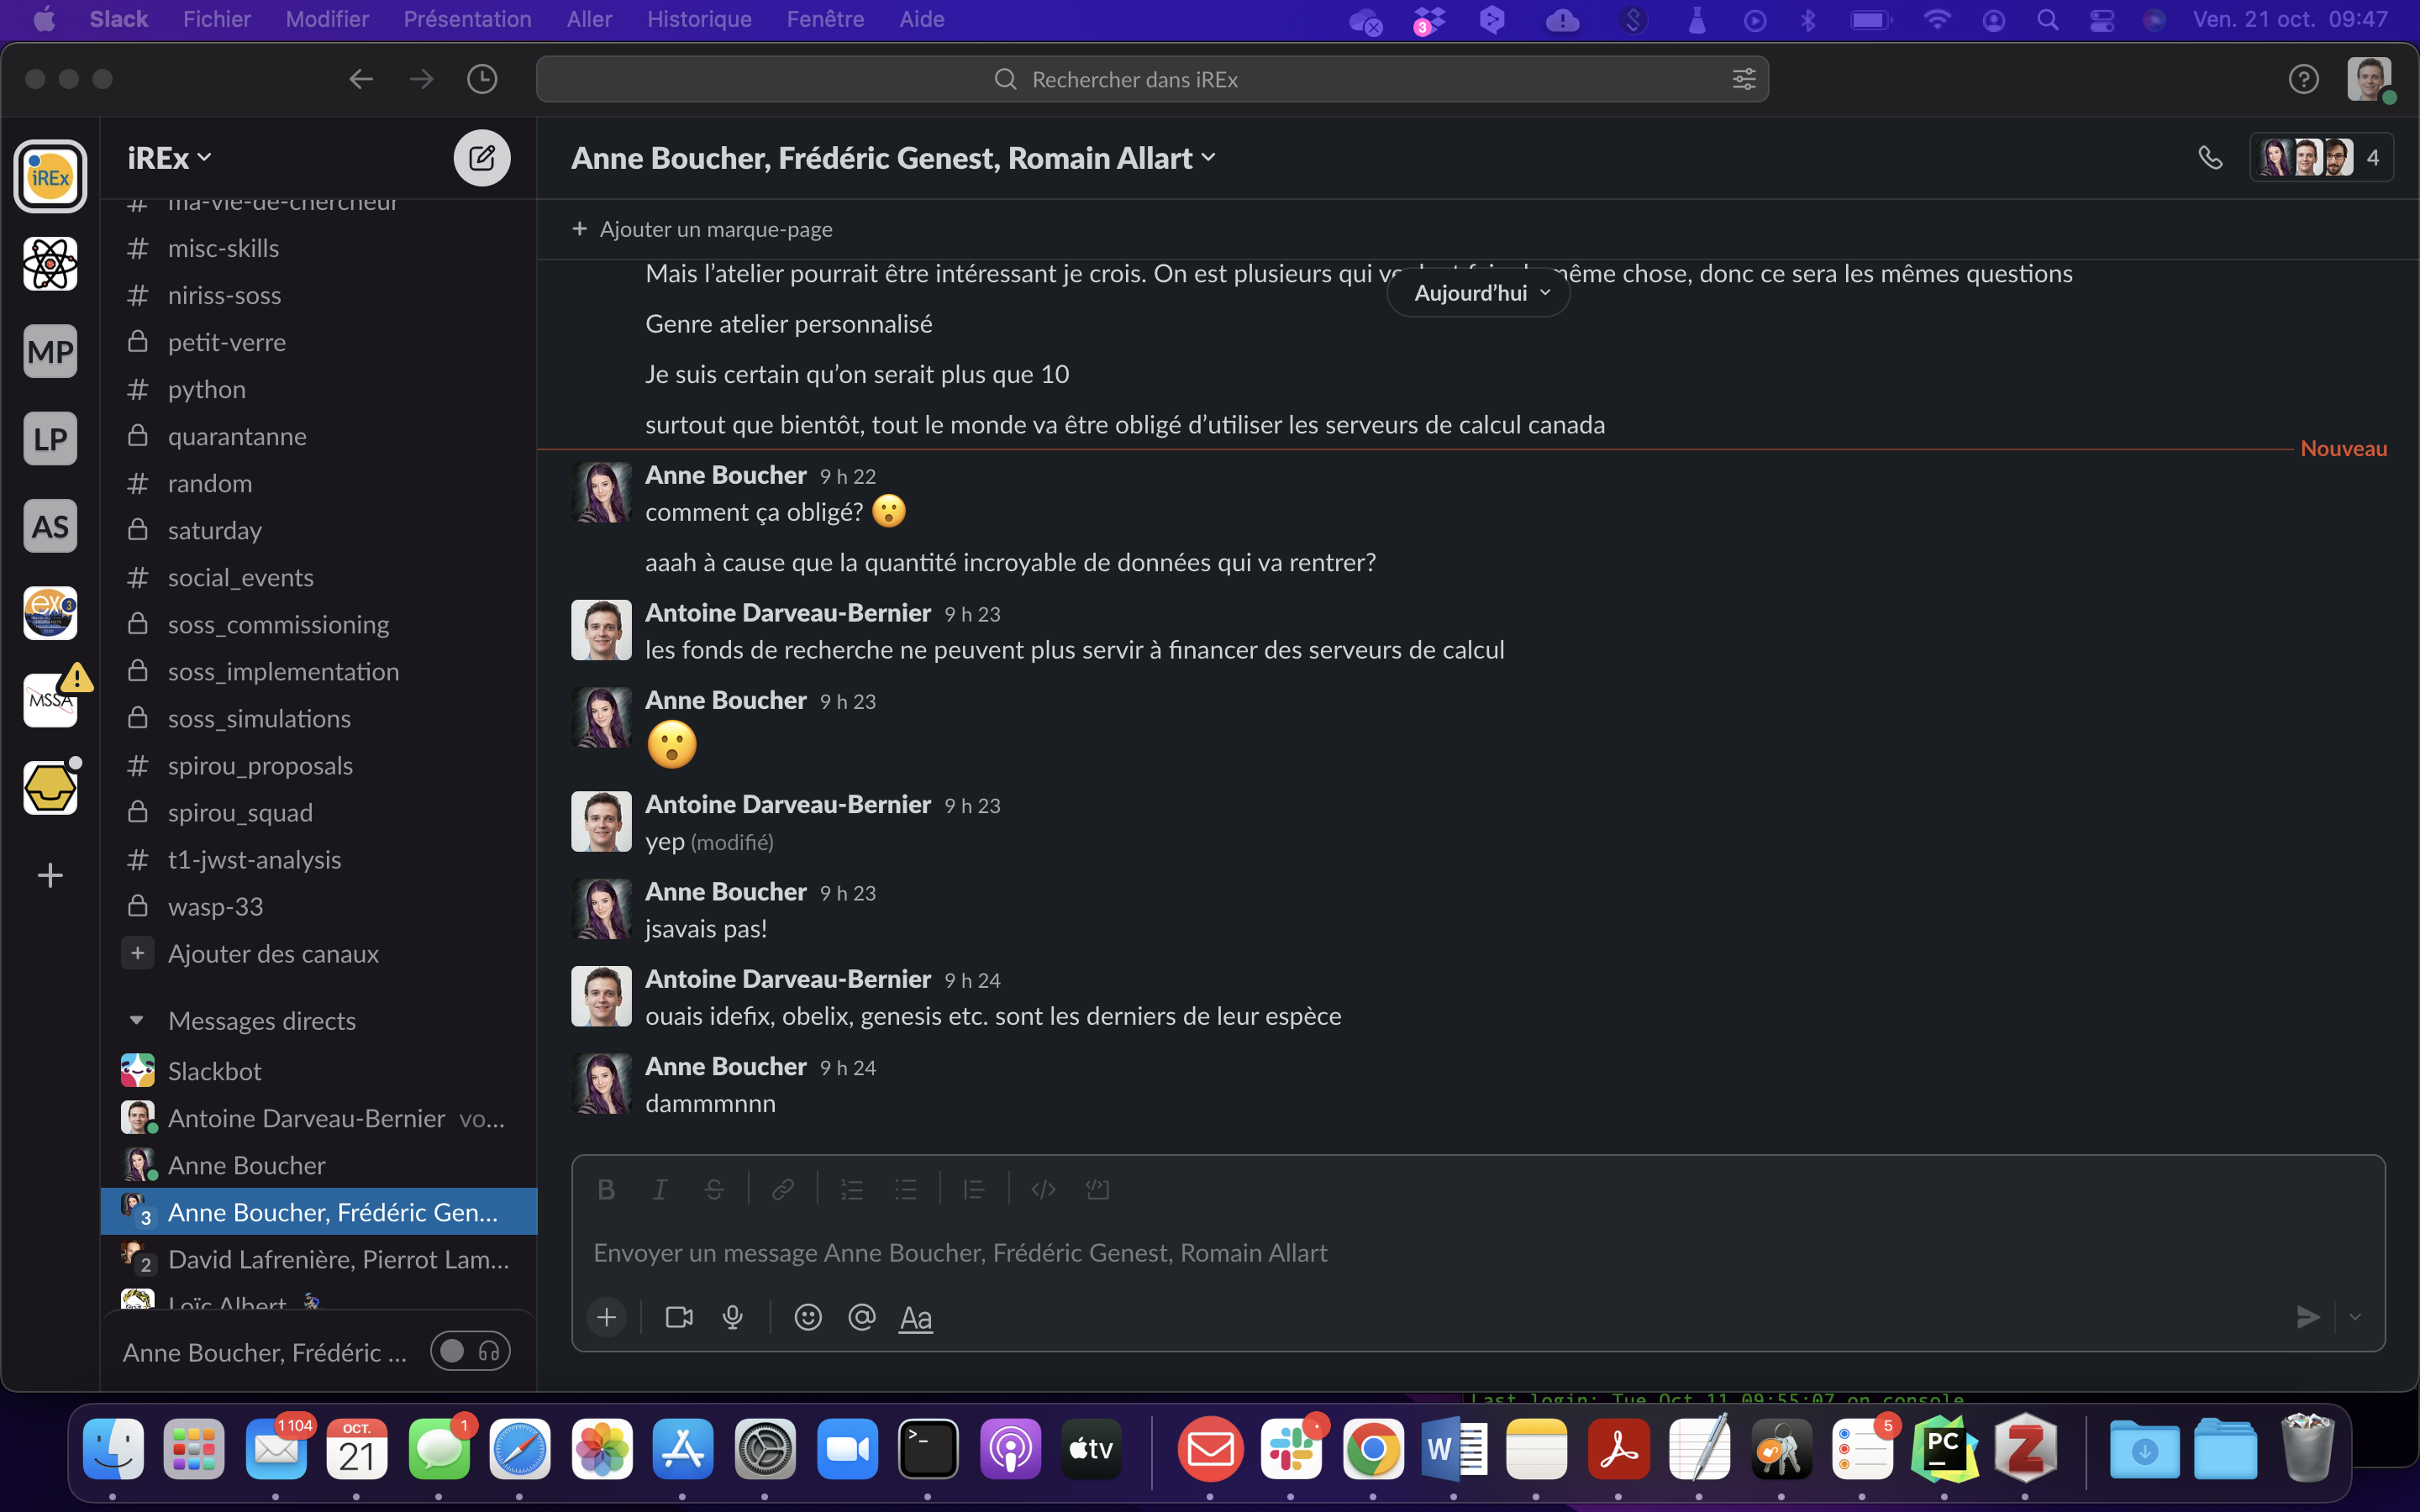 Slack Fichier Modifier Présentation Aller Historique Fenêtre Aide
3
Ven. 21 oct. 09:47
Rechercher dans iREx
iREx
MP
LP
AS
ex 3
MSSA
iREx
ma-vie-de-chercheur
misc-skills
niriss-soss
petit-verre
python
quarantanne
random
saturday
social_events
soss_commissioning
soss_implementation
soss_simulations
spirou_proposals
spirou_squad
t1-jwst-analysis
wasp-33
Ajouter des canaux
Messages directs
Slackbot
Antoine Darveau-Bernier vo...
Anne Boucher
3 Anne Boucher, Frédéric Gen...
2 David Lafrenière, Pierrot Lam...
Loïc Albert
Anne Boucher, Frédéric ...
Anne Boucher, Frédéric Genest, Romain Allart
4
Ajouter un marque-page
Mais l’atelier pourrait être intéressant je crois. On est plusieurs qui même chose, donc ce sera les mêmes questions
Aujourd’hui
Genre atelier personnalisé
Je suis certain qu’on serait plus que 10
surtout que bientôt, tout le monde va être obligé d’utiliser les serveurs de calcul canada
Nouveau
Anne Boucher 9 h 22
comment ça obligé? 😮
aaah à cause que la quantité incroyable de données qui va rentrer?
Antoine Darveau-Bernier 9 h 23
les fonds de recherche ne peuvent plus servir à financer des serveurs de calcul
Anne Boucher 9 h 23
😮
Antoine Darveau-Bernier 9 h 23
yep (modifié)
Anne Boucher 9 h 23
jsavais pas!
Antoine Darveau-Bernier 9 h 24
ouais idefix, obelix, genesis etc. sont les derniers de leur espèce
Anne Boucher 9 h 24
dammmnnn
Envoyer un message Anne Boucher, Frédéric Genest, Romain Allart
Aa
Last login: Tue Oct 11 09:55:07 on console
1 104
OCT.
21
1
tv
W
5
PC
Z